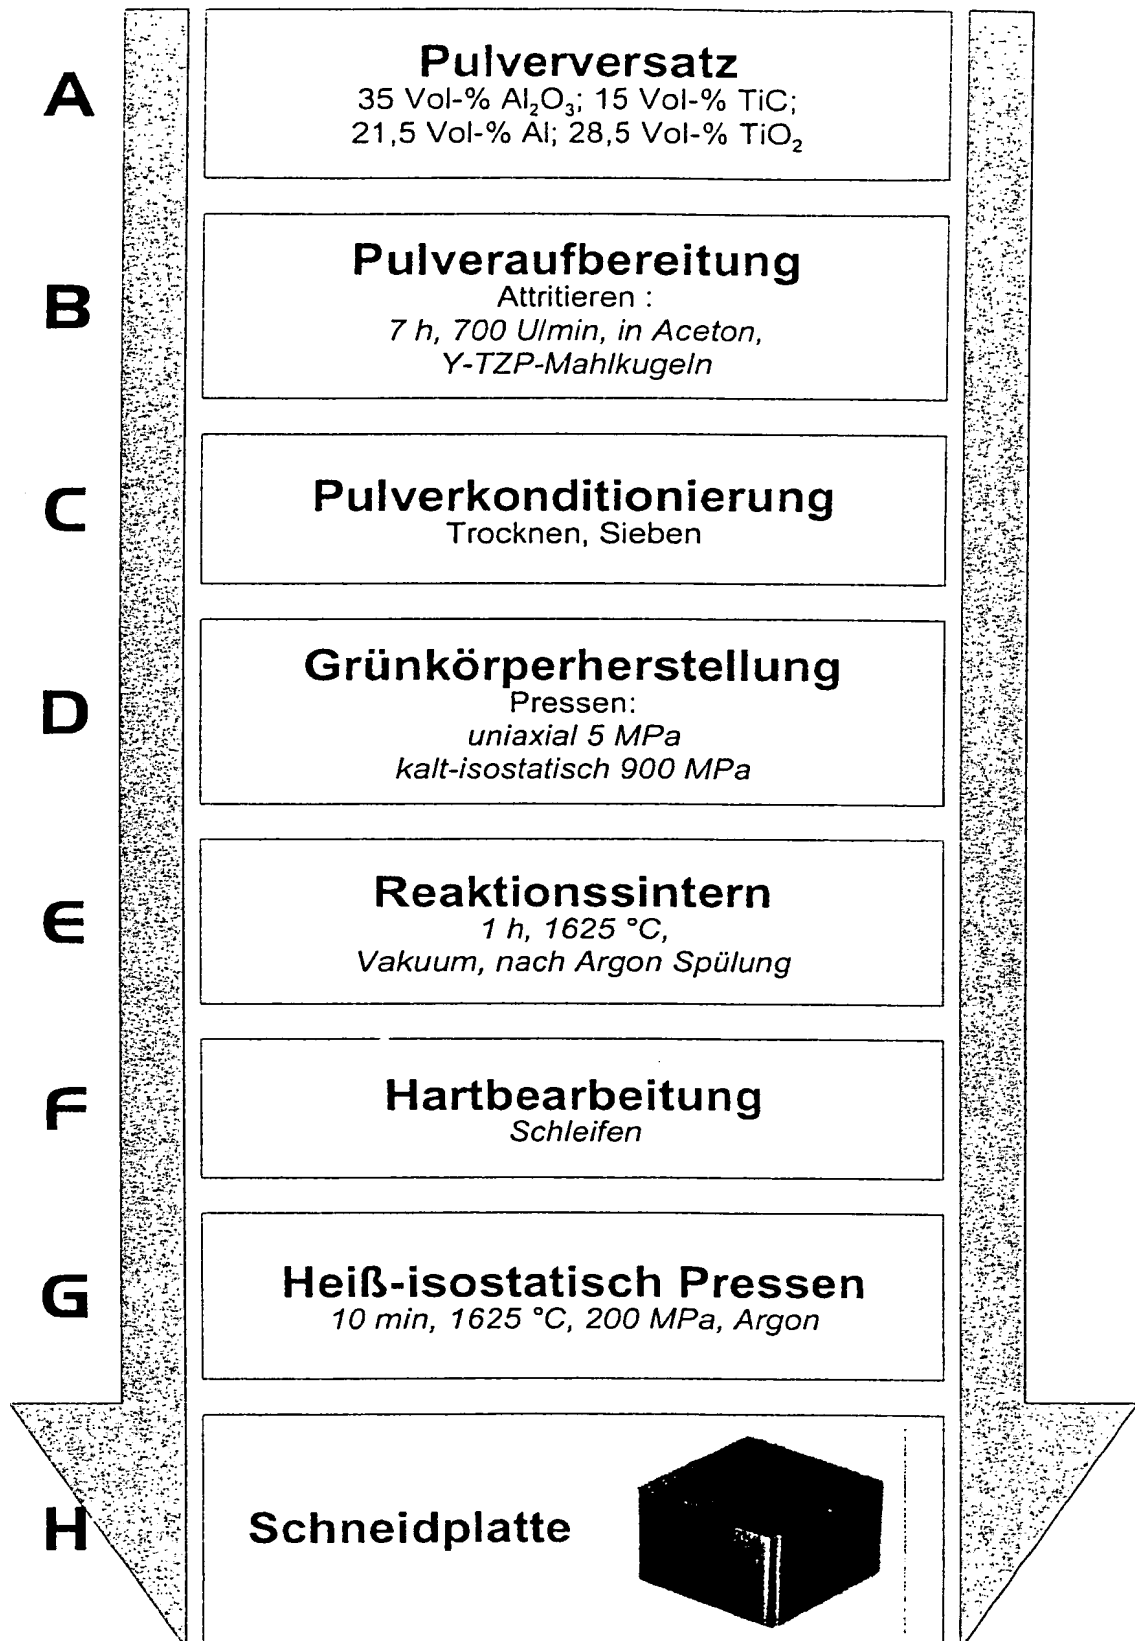 A
Pulverversatz
35 Vol-% Al₂O₃; 15 Vol-% TiC;
21,5 Vol-% Al; 28,5 Vol-% TiO₂
B
Pulveraufbereitung
Attritieren :
7 h, 700 U/min, in Aceton,
Y-TZP-Mahlkugeln
C
Pulverkonditionierung
Trocknen, Sieben
D
Grünkörperherstellung
Pressen:
uniaxial 5 MPa
kalt-isostatisch 900 MPa
E
Reaktionssintern
1 h, 1625 °C,
Vakuum, nach Argon Spülung
F
Hartbearbeitung
Schleifen
G
Heiß-isostatisch Pressen
10 min, 1625 °C, 200 MPa, Argon
H
Schneidplatte